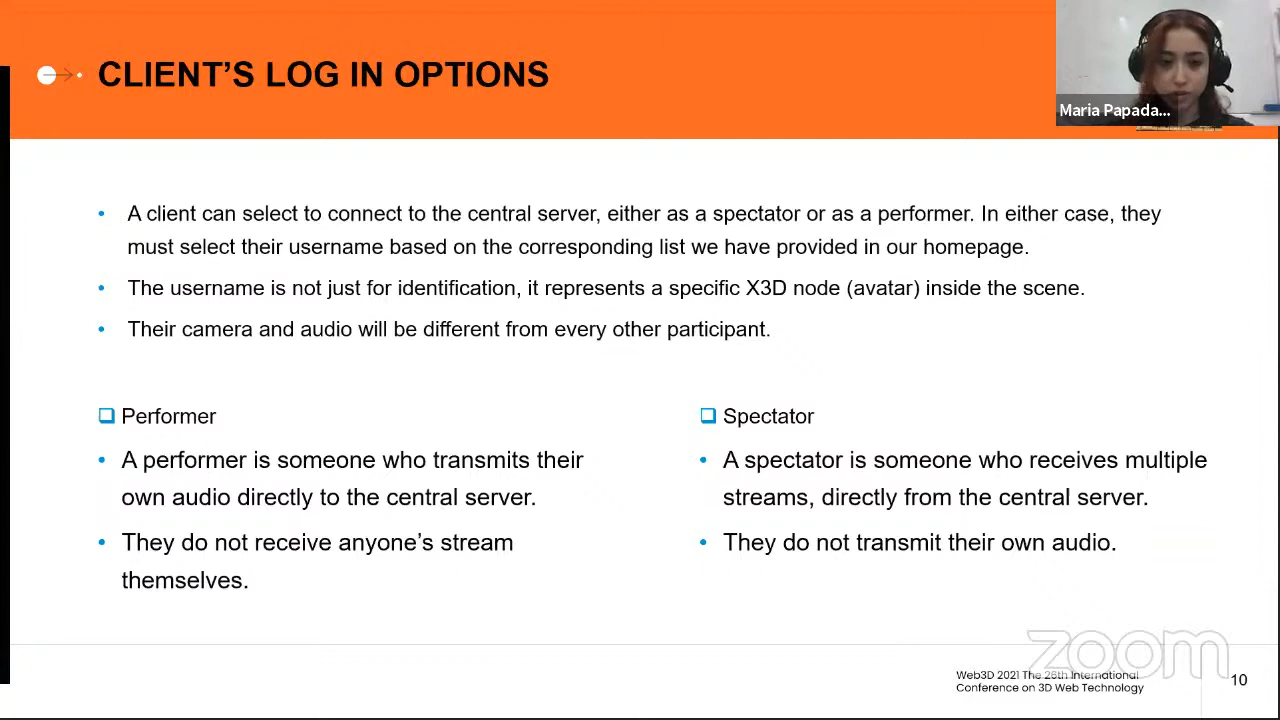 CLIENT’S LOG IN OPTIONS
Maria Papada...
• A client can select to connect to the central server, either as a spectator or as a performer. In either case, they
must select their username based on the corresponding list we have provided in our homepage.
• The username is not just for identification, it represents a specific X3D node (avatar) inside the scene.
• Their camera and audio will be different from every other participant.
❑ Performer
• A performer is someone who transmits their
own audio directly to the central server.
• They do not receive anyone’s stream
themselves.
❑ Spectator
• A spectator is someone who receives multiple
streams, directly from the central server.
• They do not transmit their own audio.
zoom
Web3D 2021 The 26th International
Conference on 3D Web Technology
10